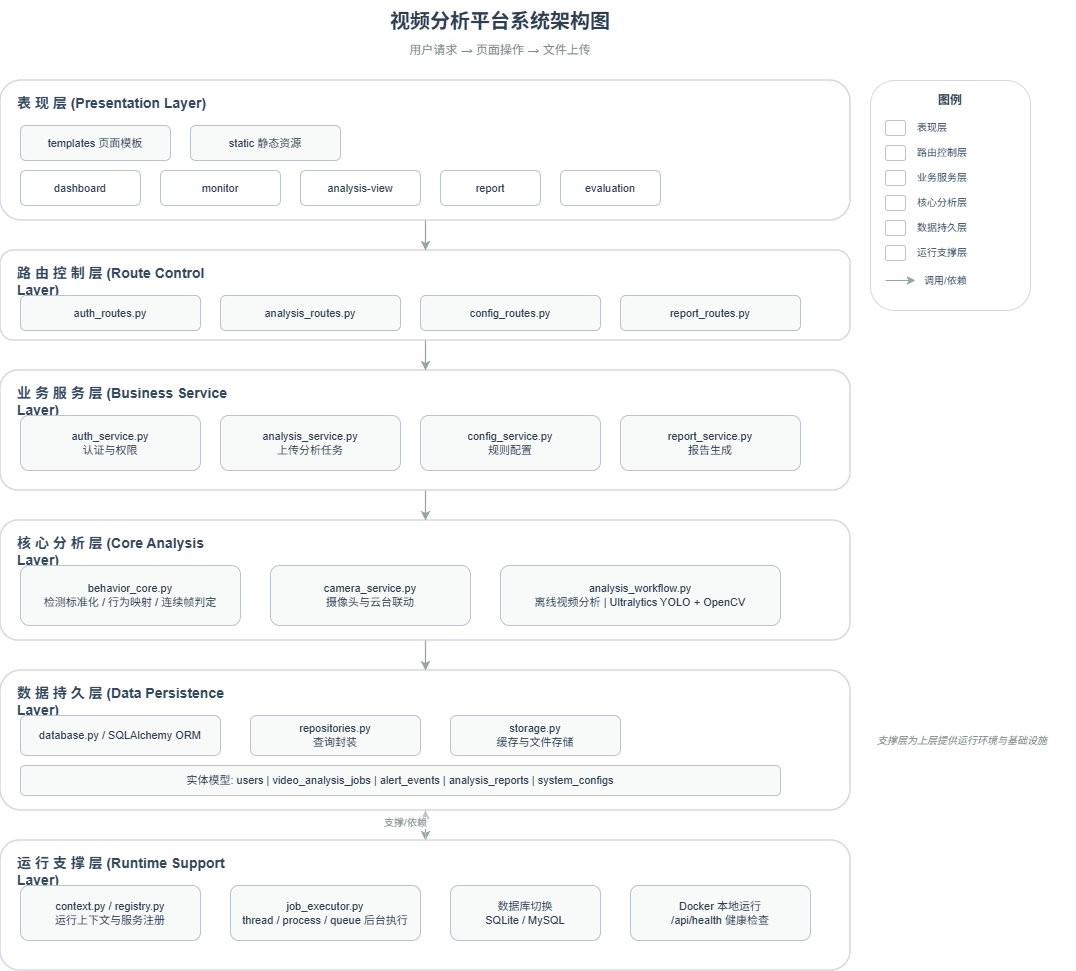 视频分析平台系统架构图
用户请求 → 页面操作 → 文件上传
表 现 层 (Presentation Layer)
templates 页面模板
static 静态资源
dashboard
monitor
analysis-view
report
evaluation
路 由 控 制 层 (Route Control
Layer)
auth_routes.py
analysis_routes.py
config_routes.py
report_routes.py
业 务 服 务 层 (Business Service
Layer)
auth_service.py
认证与权限
analysis_service.py
上传分析任务
config_service.py
规则配置
report_service.py
报告生成
核 心 分 析 层 (Core Analysis
Layer)
behavior_core.py
检测标准化 / 行为映射 / 连续帧判定
camera_service.py
摄像头与云台联动
analysis_workflow.py
离线视频分析 | Ultralytics YOLO + OpenCV
数 据 持 久 层 (Data Persistence
Layer)
database.py / SQLAlchemy ORM
repositories.py
查询封装
storage.py
缓存与文件存储
实体模型: users | video_analysis_jobs | alert_events | analysis_reports | system_configs
支撑/依赖
运 行 支 撑 层 (Runtime Support
Layer)
context.py / registry.py
运行上下文与服务注册
job_executor.py
thread / process / queue 后台执行
数据库切换
SQLite / MySQL
Docker 本地运行
/api/health 健康检查
图例
表现层
路由控制层
业务服务层
核心分析层
数据持久层
运行支撑层
调用/依赖
支撑层为上层提供运行环境与基础设施